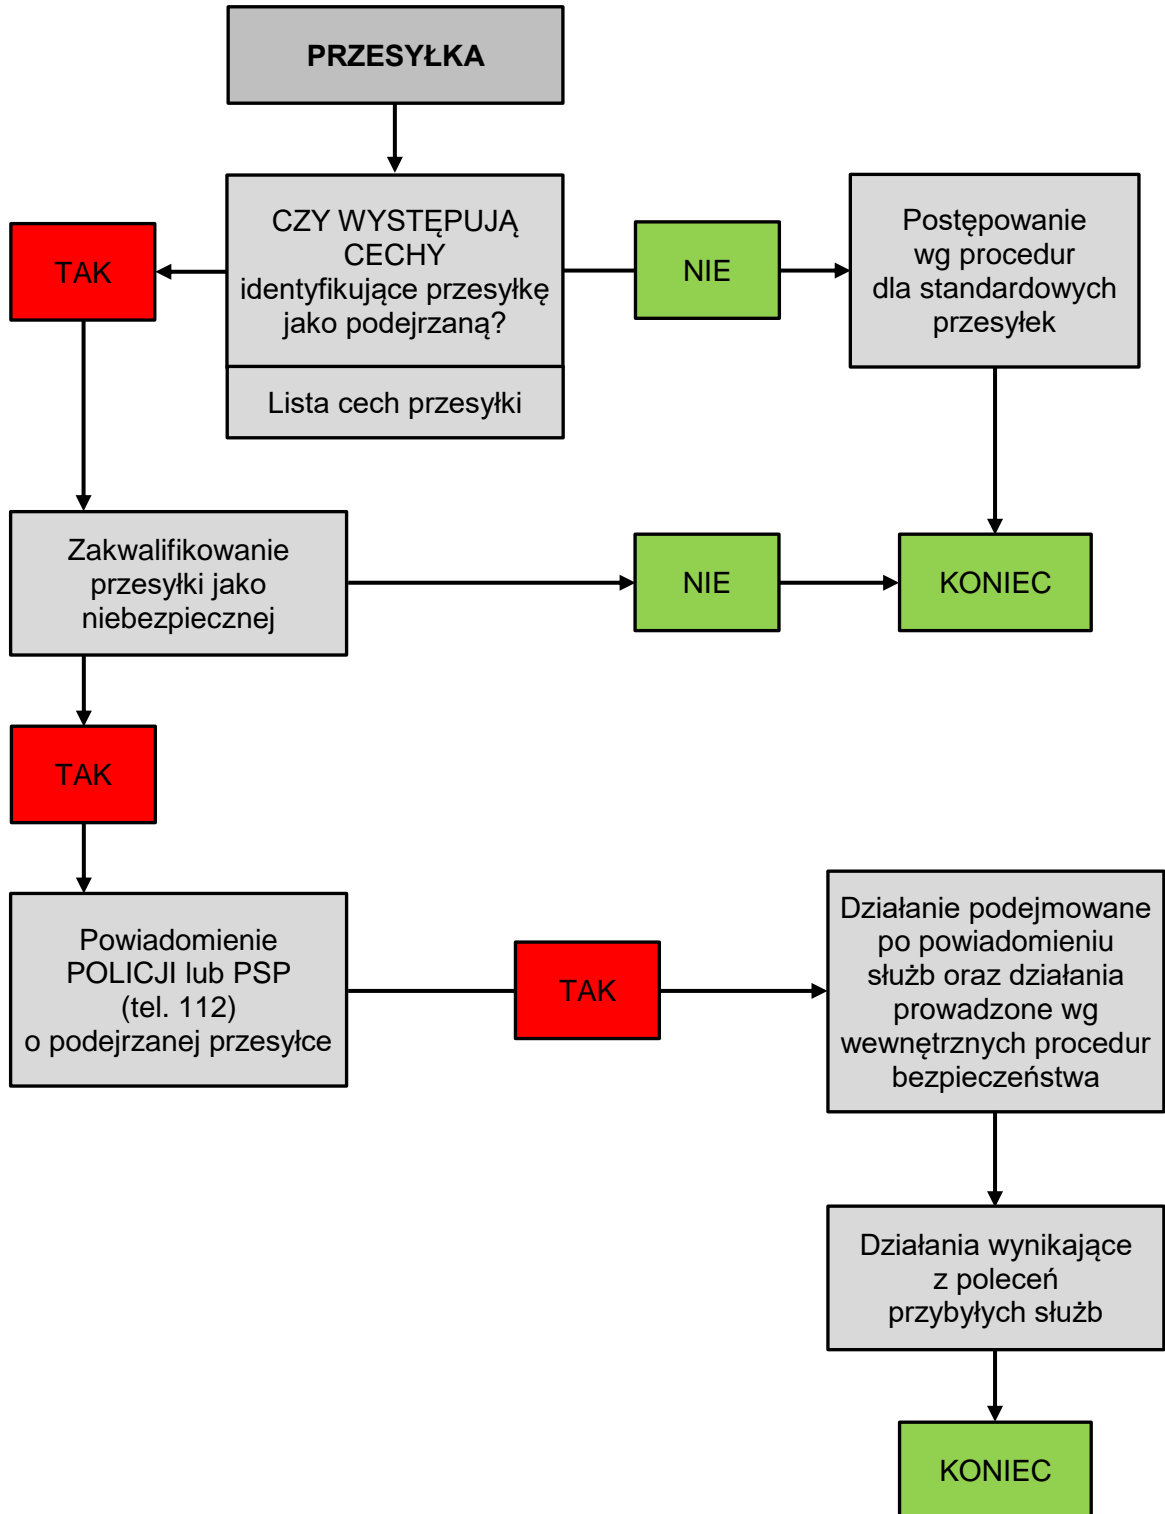 PRZESYŁKA
CZY WYSTĘPUJĄ
CECHY
identyfikujące przesyłkę
jako podejrzaną?
Lista cech przesyłki
TAK
NIE
Postępowanie
wg procedur
dla standardowych
przesyłek
Zakwalifikowanie
przesyłki jako
niebezpiecznej
NIE
KONIEC
TAK
Powiadomienie
POLICJI lub PSP
(tel. 112)
o podejrzanej przesyłce
TAK
Działanie podejmowane
po powiadomieniu
służb oraz działania
prowadzone wg
wewnętrznych procedur
bezpieczeństwa
Działania wynikające
z poleceń
przybyłych służb
KONIEC